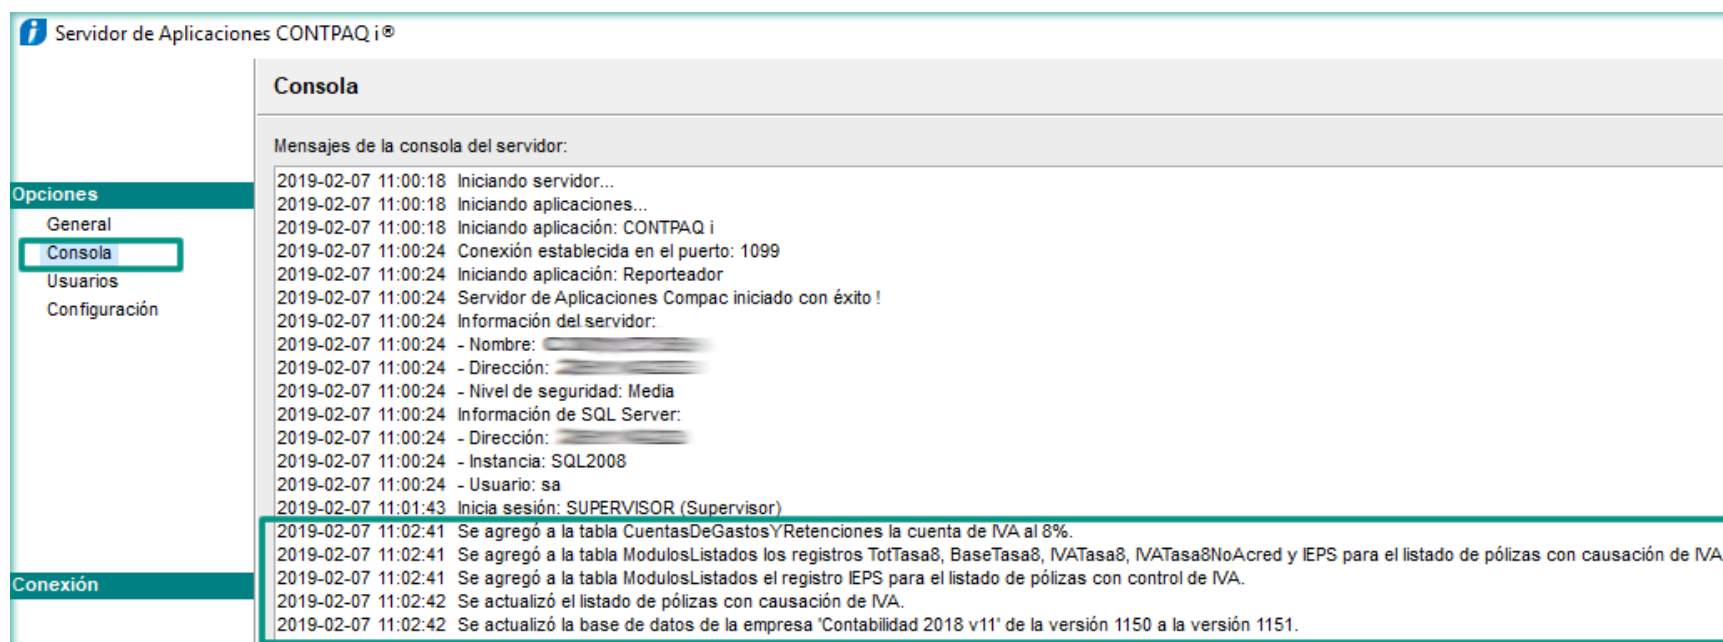 Servidor de Aplicaciones CONTPAQ i®
Consola
Mensajes de la consola del servidor:
Opciones
General
Consola
Usuarios
Configuración
Conexión
2019-02-07 11:00:18 Iniciando servidor...
2019-02-07 11:00:18 Iniciando aplicaciones...
2019-02-07 11:00:18 Iniciando aplicación: CONTPAQ i
2019-02-07 11:00:24 Conexión establecida en el puerto: 1099
2019-02-07 11:00:24 Iniciando aplicación: Reporteador
2019-02-07 11:00:24 Servidor de Aplicaciones Compac iniciado con éxito !
2019-02-07 11:00:24 Información del servidor:
2019-02-07 11:00:24 - Nombre:
2019-02-07 11:00:24 - Dirección:
2019-02-07 11:00:24 - Nivel de seguridad: Media
2019-02-07 11:00:24 Información de SQL Server:
2019-02-07 11:00:24 - Dirección:
2019-02-07 11:00:24 - Instancia: SQL2008
2019-02-07 11:00:24 - Usuario: sa
2019-02-07 11:01:43 Inicia sesión: SUPERVISOR (Supervisor)
2019-02-07 11:02:41 Se agregó a la tabla CuentasDeGastosYRetenciones la cuenta de IVA al 8%.
2019-02-07 11:02:41 Se agregó a la tabla ModulosListados los registros TotTasa8, BaseTasa8, IVATasa8, IVATasa8NoAcred y IEPS para el listado de pólizas con causación de IVA
2019-02-07 11:02:41 Se agregó a la tabla ModulosListados el registro IEPS para el listado de pólizas con control de IVA.
2019-02-07 11:02:42 Se actualizó el listado de pólizas con causación de IVA.
2019-02-07 11:02:42 Se actualizó la base de datos de la empresa 'Contabilidad 2018 v11' de la versión 1150 a la versión 1151.